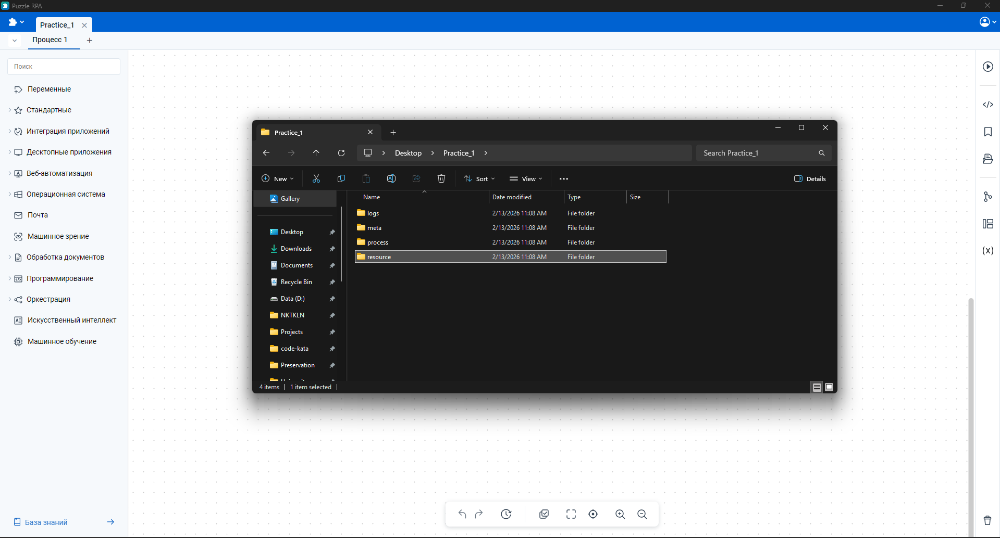 Puzzle RPA
Practice_1
Процесс 1
Поиск
Переменные
Стандартные
Интеграция приложений
Десктопные приложения
Веб-автоматизация
Операционная система
Почта
Машинное зрение
Обработка документов
Программирование
Оркестрация
Искусственный интеллект
Машинное обучение
База знаний
Practice_1
Desktop
Practice_1
Search Practice_1
New
Sort
View
Details
Gallery
Desktop
Downloads
Documents
Recycle Bin
Data (D:)
NKTKLN
Projects
code-kata
Preservation
Name Date modified Type Size
logs 2/13/2026 11:08 AM File folder
meta 2/13/2026 11:08 AM File folder
process 2/13/2026 11:08 AM File folder
resource 2/13/2026 11:08 AM File folder
4 items 1 item selected